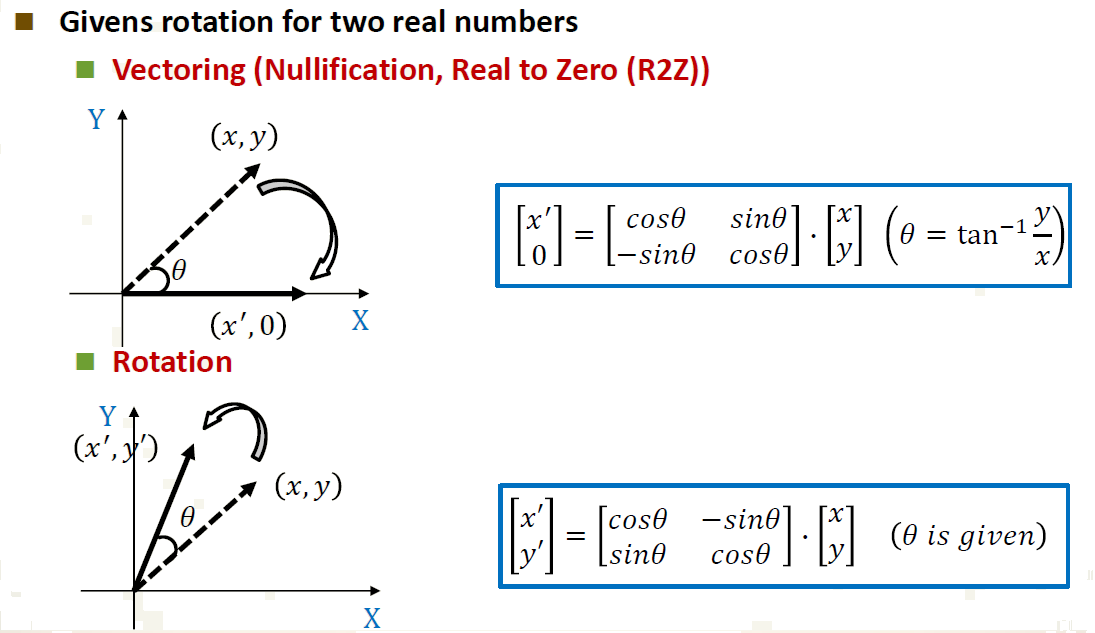 Givens rotation for two real numbers
Vectoring (Nullification, Real to Zero (R2Z))
Y
(x, y)
θ
(x′, 0)
X
[x′ 0] = [cosθ sinθ −sinθ cosθ] · [x y] (θ = tan⁻¹ y/x)
Rotation
Y
(x′, y′)
(x, y)
θ
X
[x′ y′] = [cosθ −sinθ sinθ cosθ] · [x y] (θ is given)